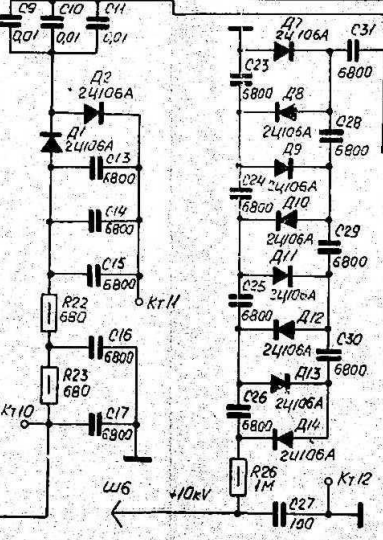 C9 C10 C11
0,01 0,01 0,01
Д2
2Ц106А
Д1
2Ц106А
C13
6800
C14
6800
C15
6800
Кт11
R22
680
C16
6800
R23
680
Кт10
C17
6800
Ш6
+10kV
Д7
2Ц106А
C31
6800
C23
6800
Д8
2Ц106А
C28
6800
Д9
2Ц106А
C24
6800
Д10
2Ц106А
C29
6800
Д11
2Ц106А
C25
6800
Д12
2Ц106А
C30
6800
Д13
2Ц106А
C26
6800
Д14
2Ц106А
R26
1М
Кт12
C27
100